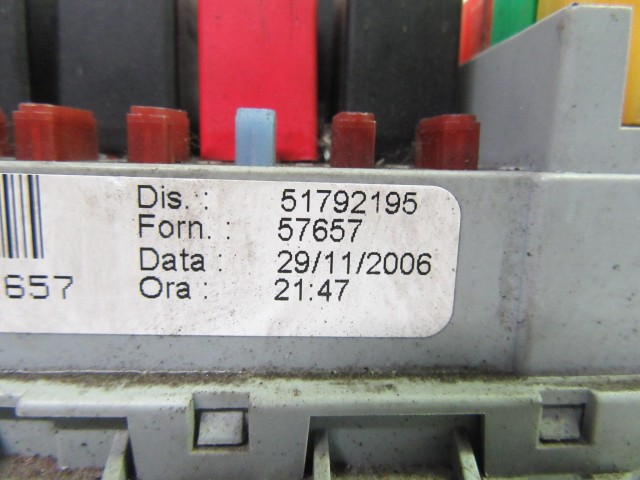 Dis. : 51792195
Forn. : 57657
Data : 29/11/2006
Ora : 21:47
657